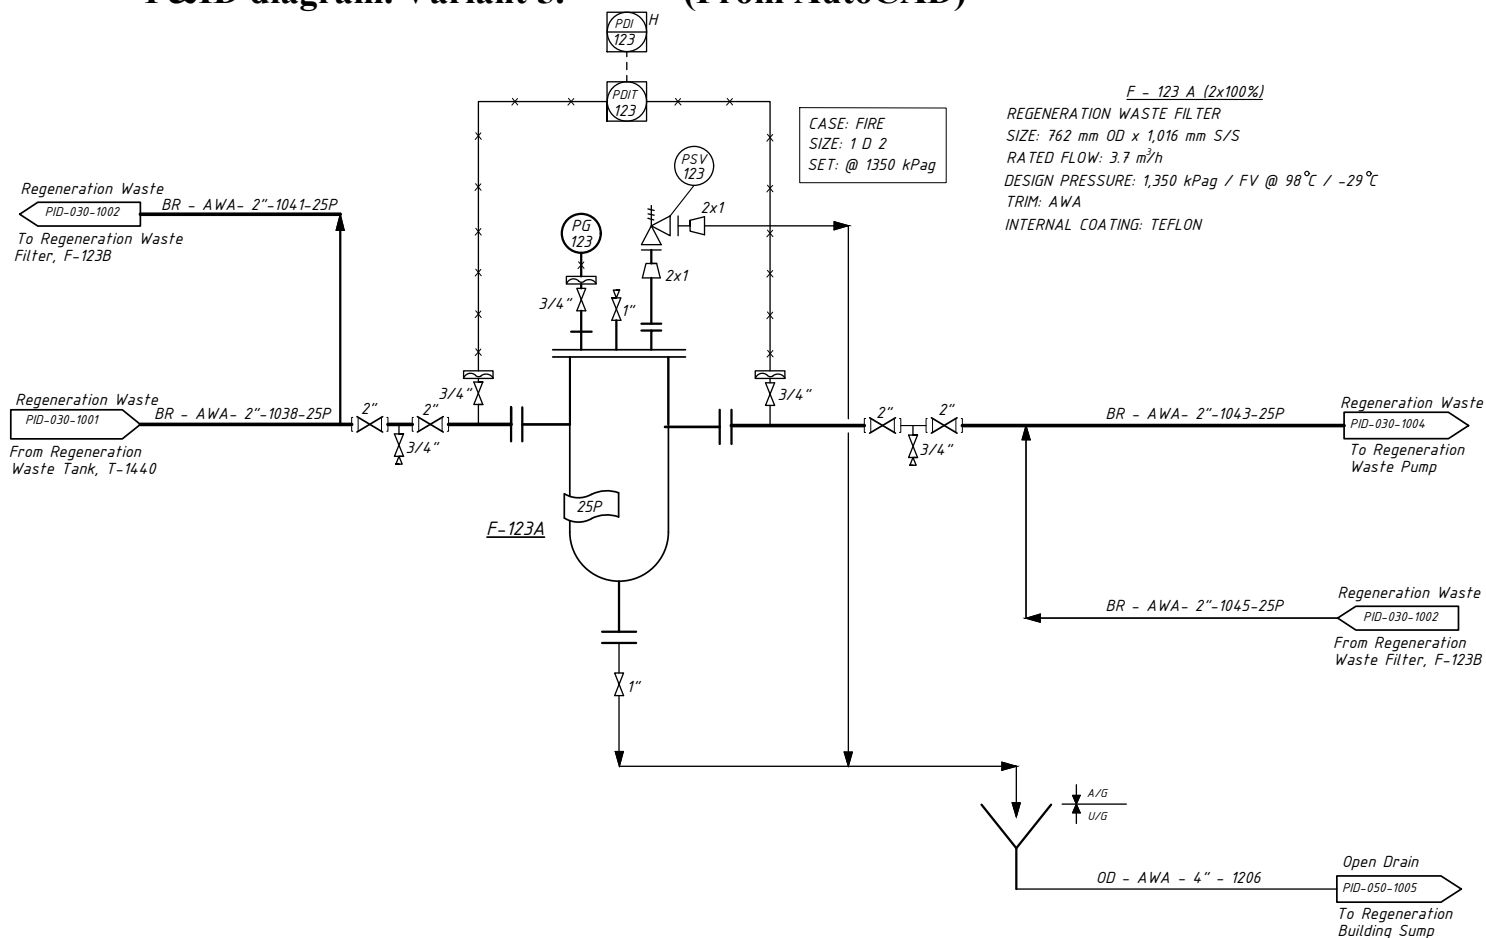 P&ID diagram. Variant 3. (From AutoCAD)
PDI
123
H
PDIT
123
CASE: FIRE
SIZE: 1 D 2
SET: @ 1350 kPag
F - 123 A (2x100%)
REGENERATION WASTE FILTER
SIZE: 762 mm OD x 1,016 mm S/S
RATED FLOW: 3.7 m³/h
DESIGN PRESSURE: 1,350 kPag / FV @ 98°C / -29°C
TRIM: AWA
INTERNAL COATING: TEFLON
PSV
123
2x1
PG
123
2x1
3/4"
1"
Regeneration Waste
PID-030-1002
BR - AWA- 2"-1041-25P
To Regeneration Waste
Filter, F-123B
Regeneration Waste
PID-030-1001
BR - AWA- 2"-1038-25P
From Regeneration
Waste Tank, T-1440
2"
2"
3/4"
3/4"
3/4"
2"
2"
3/4"
BR - AWA- 2"-1043-25P
Regeneration Waste
PID-030-1004
To Regeneration
Waste Pump
25P
F-123A
BR - AWA- 2"-1045-25P
Regeneration Waste
PID-030-1002
From Regeneration
Waste Filter, F-123B
1"
A/G
U/G
OD - AWA - 4" - 1206
Open Drain
PID-050-1005
To Regeneration
Building Sump